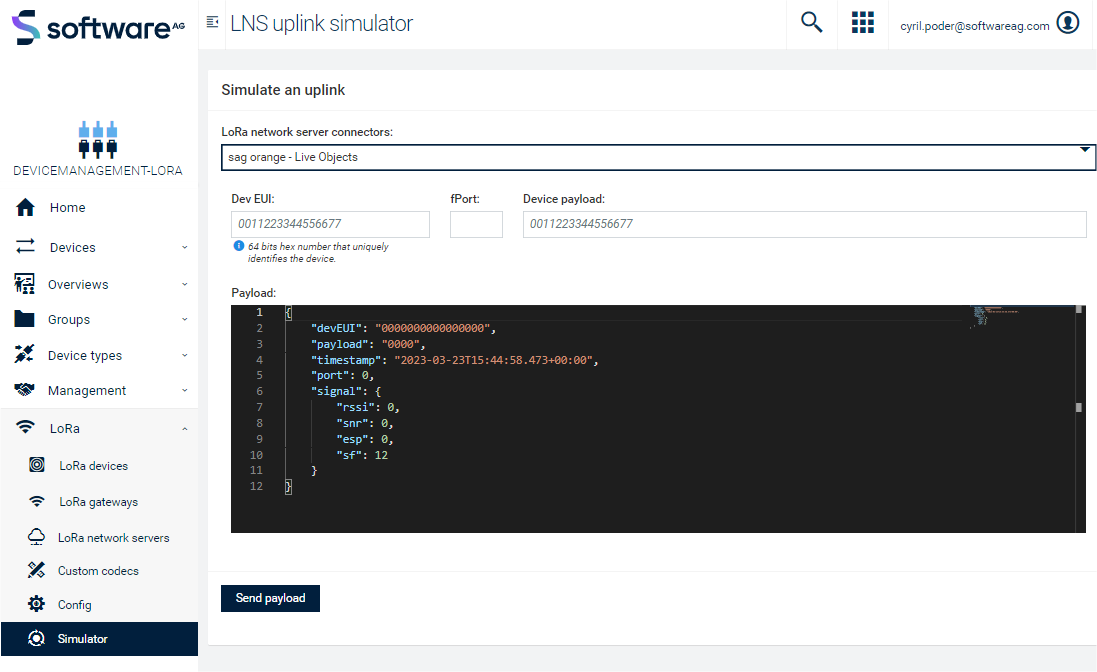 software AG
LNS uplink simulator
cyril.poder@softwareag.com
DEVICEMANAGEMENT-LORA
Home
Devices
Overviews
Groups
Device types
Management
LoRa
LoRa devices
LoRa gateways
LoRa network servers
Custom codecs
Config
Simulator
Simulate an uplink
LoRa network server connectors:
sag orange - Live Objects
Dev EUI:
fPort:
Device payload:
0011223344556677
0011223344556677
64 bits hex number that uniquely
identifies the device.
Payload:
1 {
2 "devEUI": "0000000000000000",
3 "payload": "0000",
4 "timestamp": "2023-03-23T15:44:58.473+00:00",
5 "port": 0,
6 "signal": {
7 "rssi": 0,
8 "snr": 0,
9 "esp": 0,
10 "sf": 12
11 }
12 }
Send payload